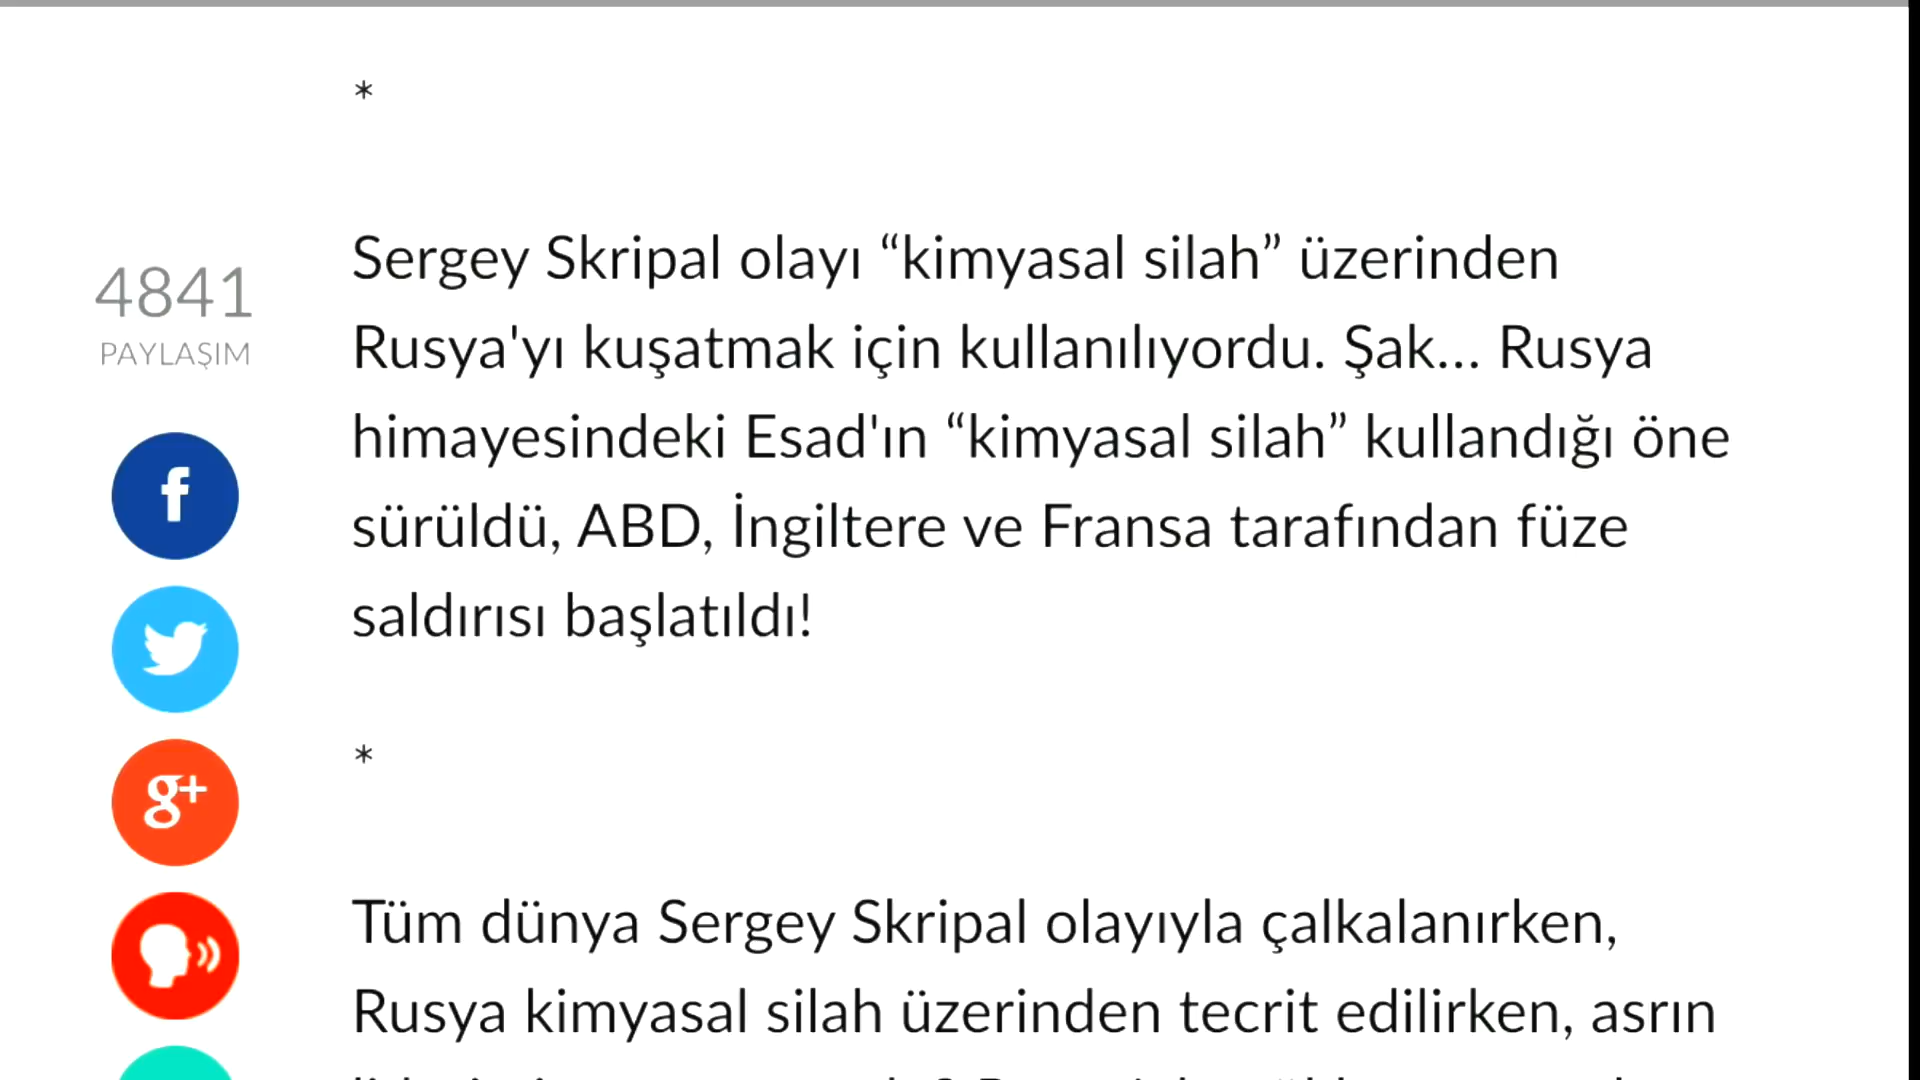 *
Sergey Skripal olayı “kimyasal silah” üzerinden
Rusya'yı kuşatmak için kullanılıyordu. Şak... Rusya
himayesindeki Esad'ın “kimyasal silah” kullandığı öne
sürüldü, ABD, İngiltere ve Fransa tarafından füze
saldırısı başlatıldı!
*
Tüm dünya Sergey Skripal olayıyla çalkalanırken,
Rusya kimyasal silah üzerinden tecrit edilirken, asrın
4841
PAYLAŞIM
f
g+